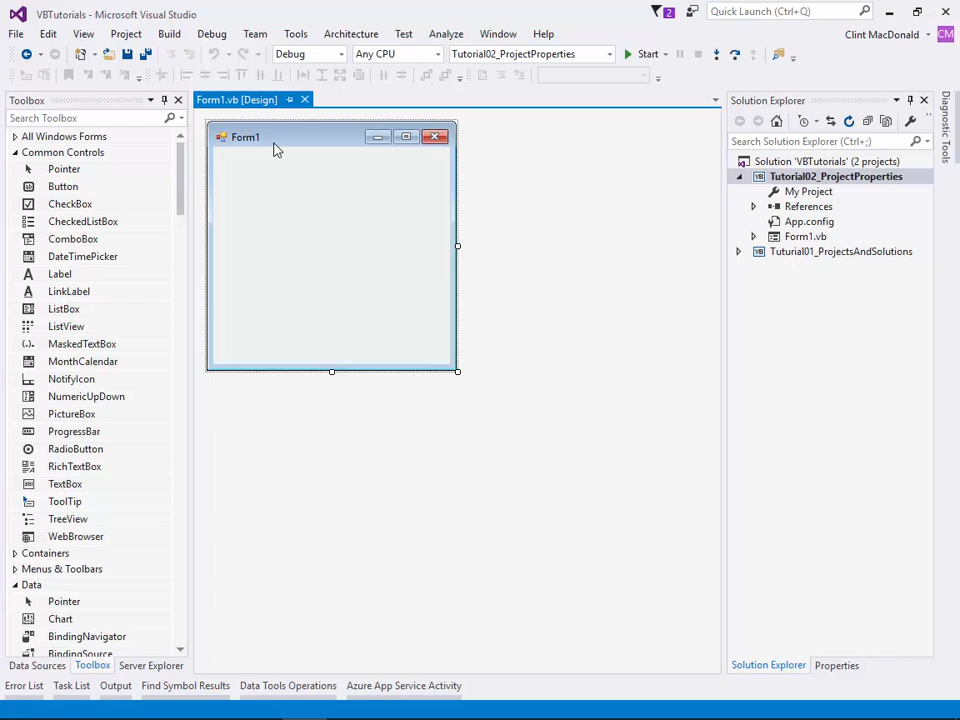 VBTutorials - Microsoft Visual Studio
2
Quick Launch (Ctrl+Q)
File Edit View Project Build Debug Team Tools Architecture Test Analyze Window Help
Clint MacDonald CM
Debug Any CPU Tutorial02_ProjectProperties Start
Toolbox
Search Toolbox
All Windows Forms
Common Controls
Pointer
Button
CheckBox
CheckedListBox
ComboBox
DateTimePicker
Label
LinkLabel
ListBox
ListView
MaskedTextBox
MonthCalendar
NotifyIcon
NumericUpDown
PictureBox
ProgressBar
RadioButton
RichTextBox
TextBox
ToolTip
TreeView
WebBrowser
Containers
Menus & Toolbars
Data
Pointer
Chart
BindingNavigator
BindingSource
Data Sources Toolbox Server Explorer
Form1.vb [Design]
Form1
Solution Explorer
Search Solution Explorer (Ctrl+;)
Solution 'VBTutorials' (2 projects)
VB Tutorial02_ProjectProperties
My Project
References
App.config
Form1.vb
VB Tuturial01_ProjectsAndSolutions
Solution Explorer Properties
Diagnostic Tools
Error List Task List Output Find Symbol Results Data Tools Operations Azure App Service Activity